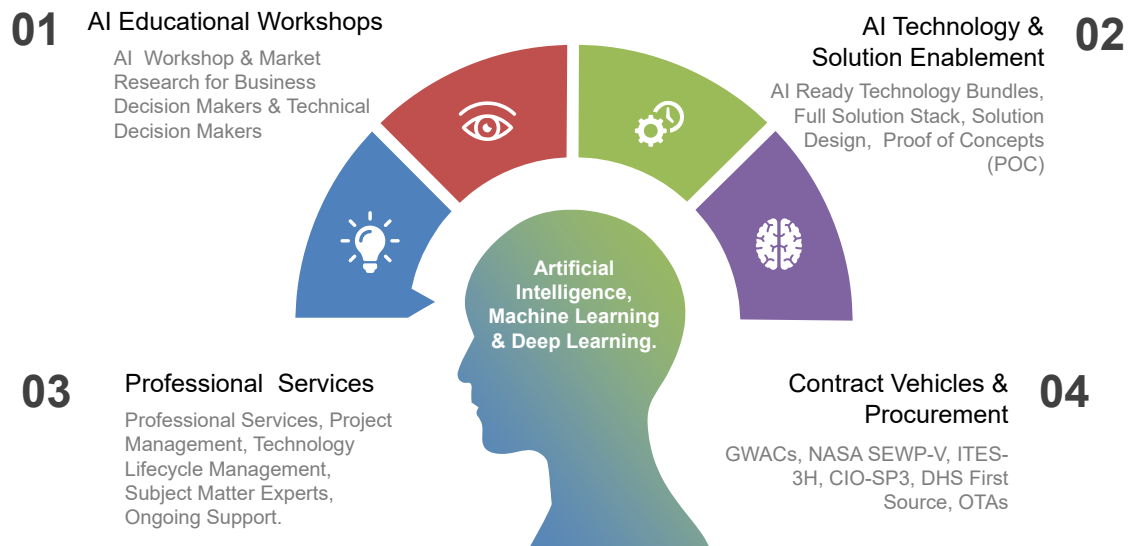 01
AI Educational Workshops
AI Workshop & Market
Research for Business
Decision Makers & Technical
Decision Makers
02
AI Technology &
Solution Enablement
AI Ready Technology Bundles,
Full Solution Stack, Solution
Design, Proof of Concepts
(POC)
Artificial
Intelligence,
Machine Learning
& Deep Learning.
03
Professional Services
Professional Services, Project
Management, Technology
Lifecycle Management,
Subject Matter Experts,
Ongoing Support.
04
Contract Vehicles &
Procurement
GWACs, NASA SEWP-V, ITES-
3H, CIO-SP3, DHS First
Source, OTAs